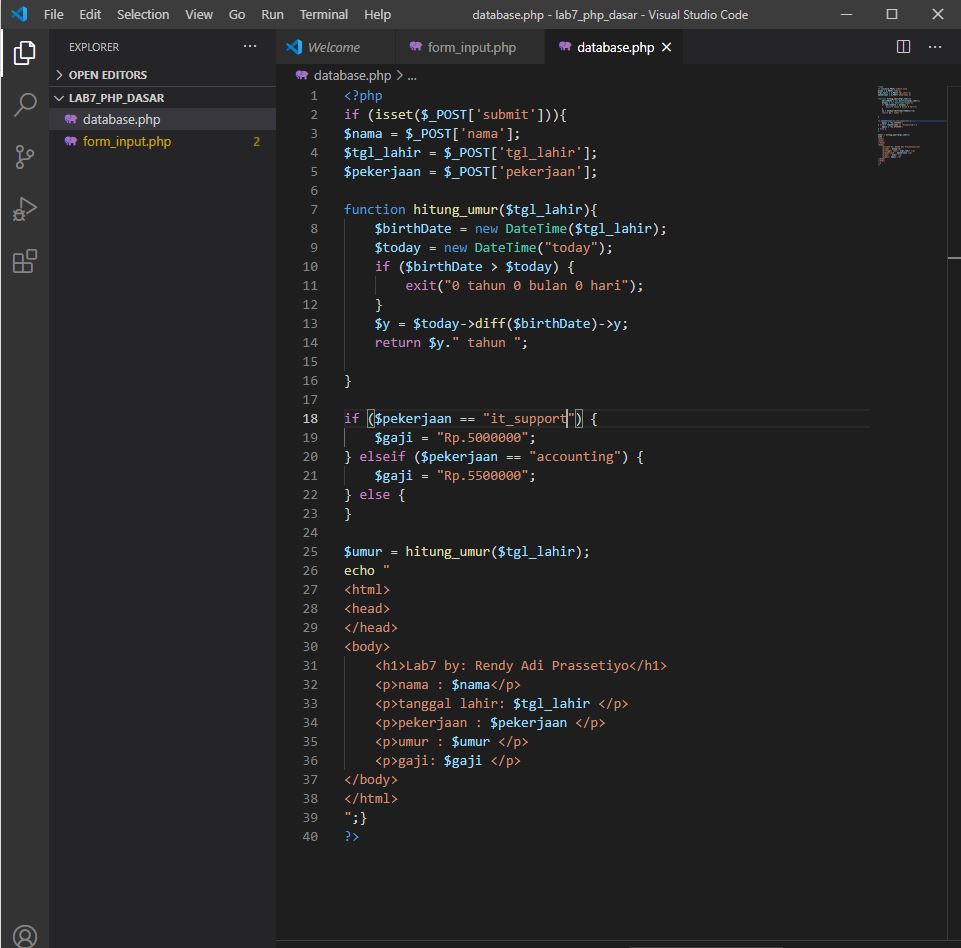 File Edit Selection View Go Run Terminal Help database.php - lab7_php_dasar - Visual Studio Code
EXPLORER
OPEN EDITORS
LAB7_PHP_DASAR
database.php
form_input.php 2
Welcome form_input.php database.php
database.php > ...
1 <?php
2 if (isset($_POST['submit'])){
3 $nama = $_POST['nama'];
4 $tgl_lahir = $_POST['tgl_lahir'];
5 $pekerjaan = $_POST['pekerjaan'];
6
7 function hitung_umur($tgl_lahir){
8     $birthDate = new DateTime($tgl_lahir);
9     $today = new DateTime("today");
10     if ($birthDate > $today) {
11         exit("0 tahun 0 bulan 0 hari");
12     }
13     $y = $today->diff($birthDate)->y;
14     return $y." tahun ";
15
16 }
17
18 if ($pekerjaan == "it_support") {
19     $gaji = "Rp.5000000";
20 } elseif ($pekerjaan == "accounting") {
21     $gaji = "Rp.5500000";
22 } else {
23 }
24
25 $umur = hitung_umur($tgl_lahir);
26 echo "
27 <html>
28 <head>
29 </head>
30 <body>
31     <h1>Lab7 by: Rendy Adi Prassetiyo</h1>
32     <p>nama : $nama</p>
33     <p>tanggal lahir: $tgl_lahir </p>
34     <p>pekerjaan : $pekerjaan </p>
35     <p>umur : $umur </p>
36     <p>gaji: $gaji </p>
37 </body>
38 </html>
39 ";}
40 ?>